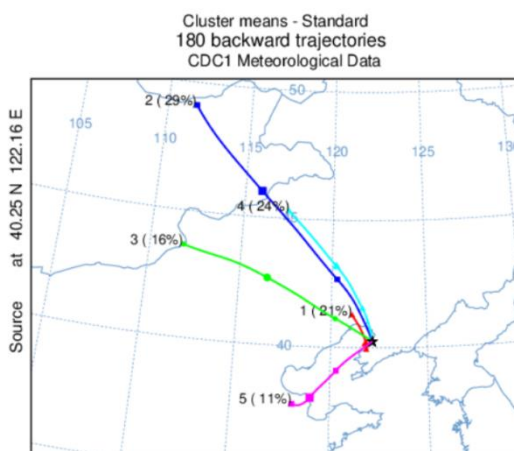 Cluster means - Standard
180 backward trajectories
CDC1 Meteorological Data
Source at 40.25 N 122.16 E
50
2 ( 29%)
105
110
115
120
125
4 ( 24%)
3 ( 16%)
1 ( 21%)
40
5 ( 11%)